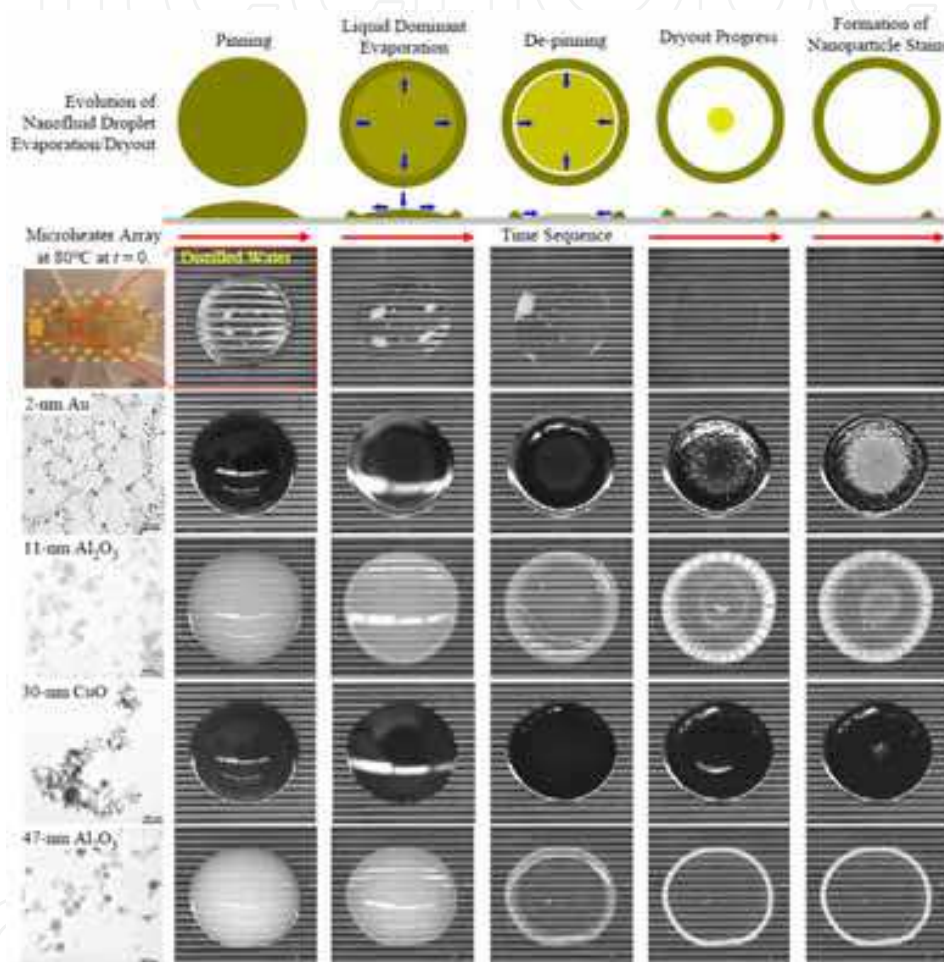 Pinning
Liquid Dominant
Evaporation
De-pinning
Dryout Progress
Formation of
Nanoparticle Stain
Evolution of
Nanofluid Droplet
Evaporation/Dryout
Microheater Array
at 80°C at t = 0.
Time Sequence
Distilled Water
2-nm Au
11-nm Al₂O₃
30-nm CuO
47-nm Al₂O₃